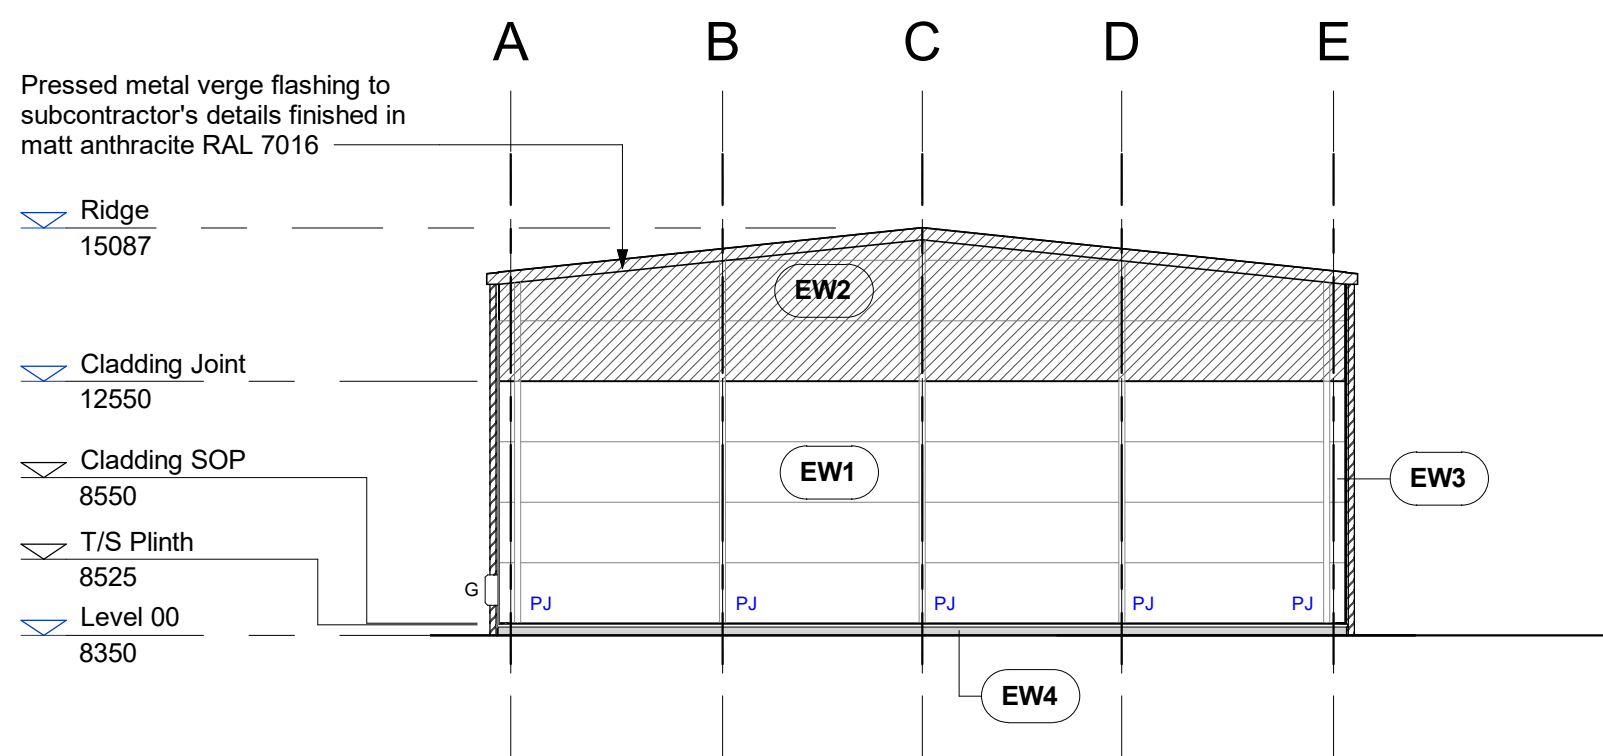 A B C D E
Pressed metal verge flashing to
subcontractor's details finished in
matt anthracite RAL 7016
Ridge
15087
EW2
Cladding Joint
12550
Cladding SOP
8550
EW1
EW3
T/S Plinth
8525
G
PJ PJ PJ PJ PJ
Level 00
8350
EW4